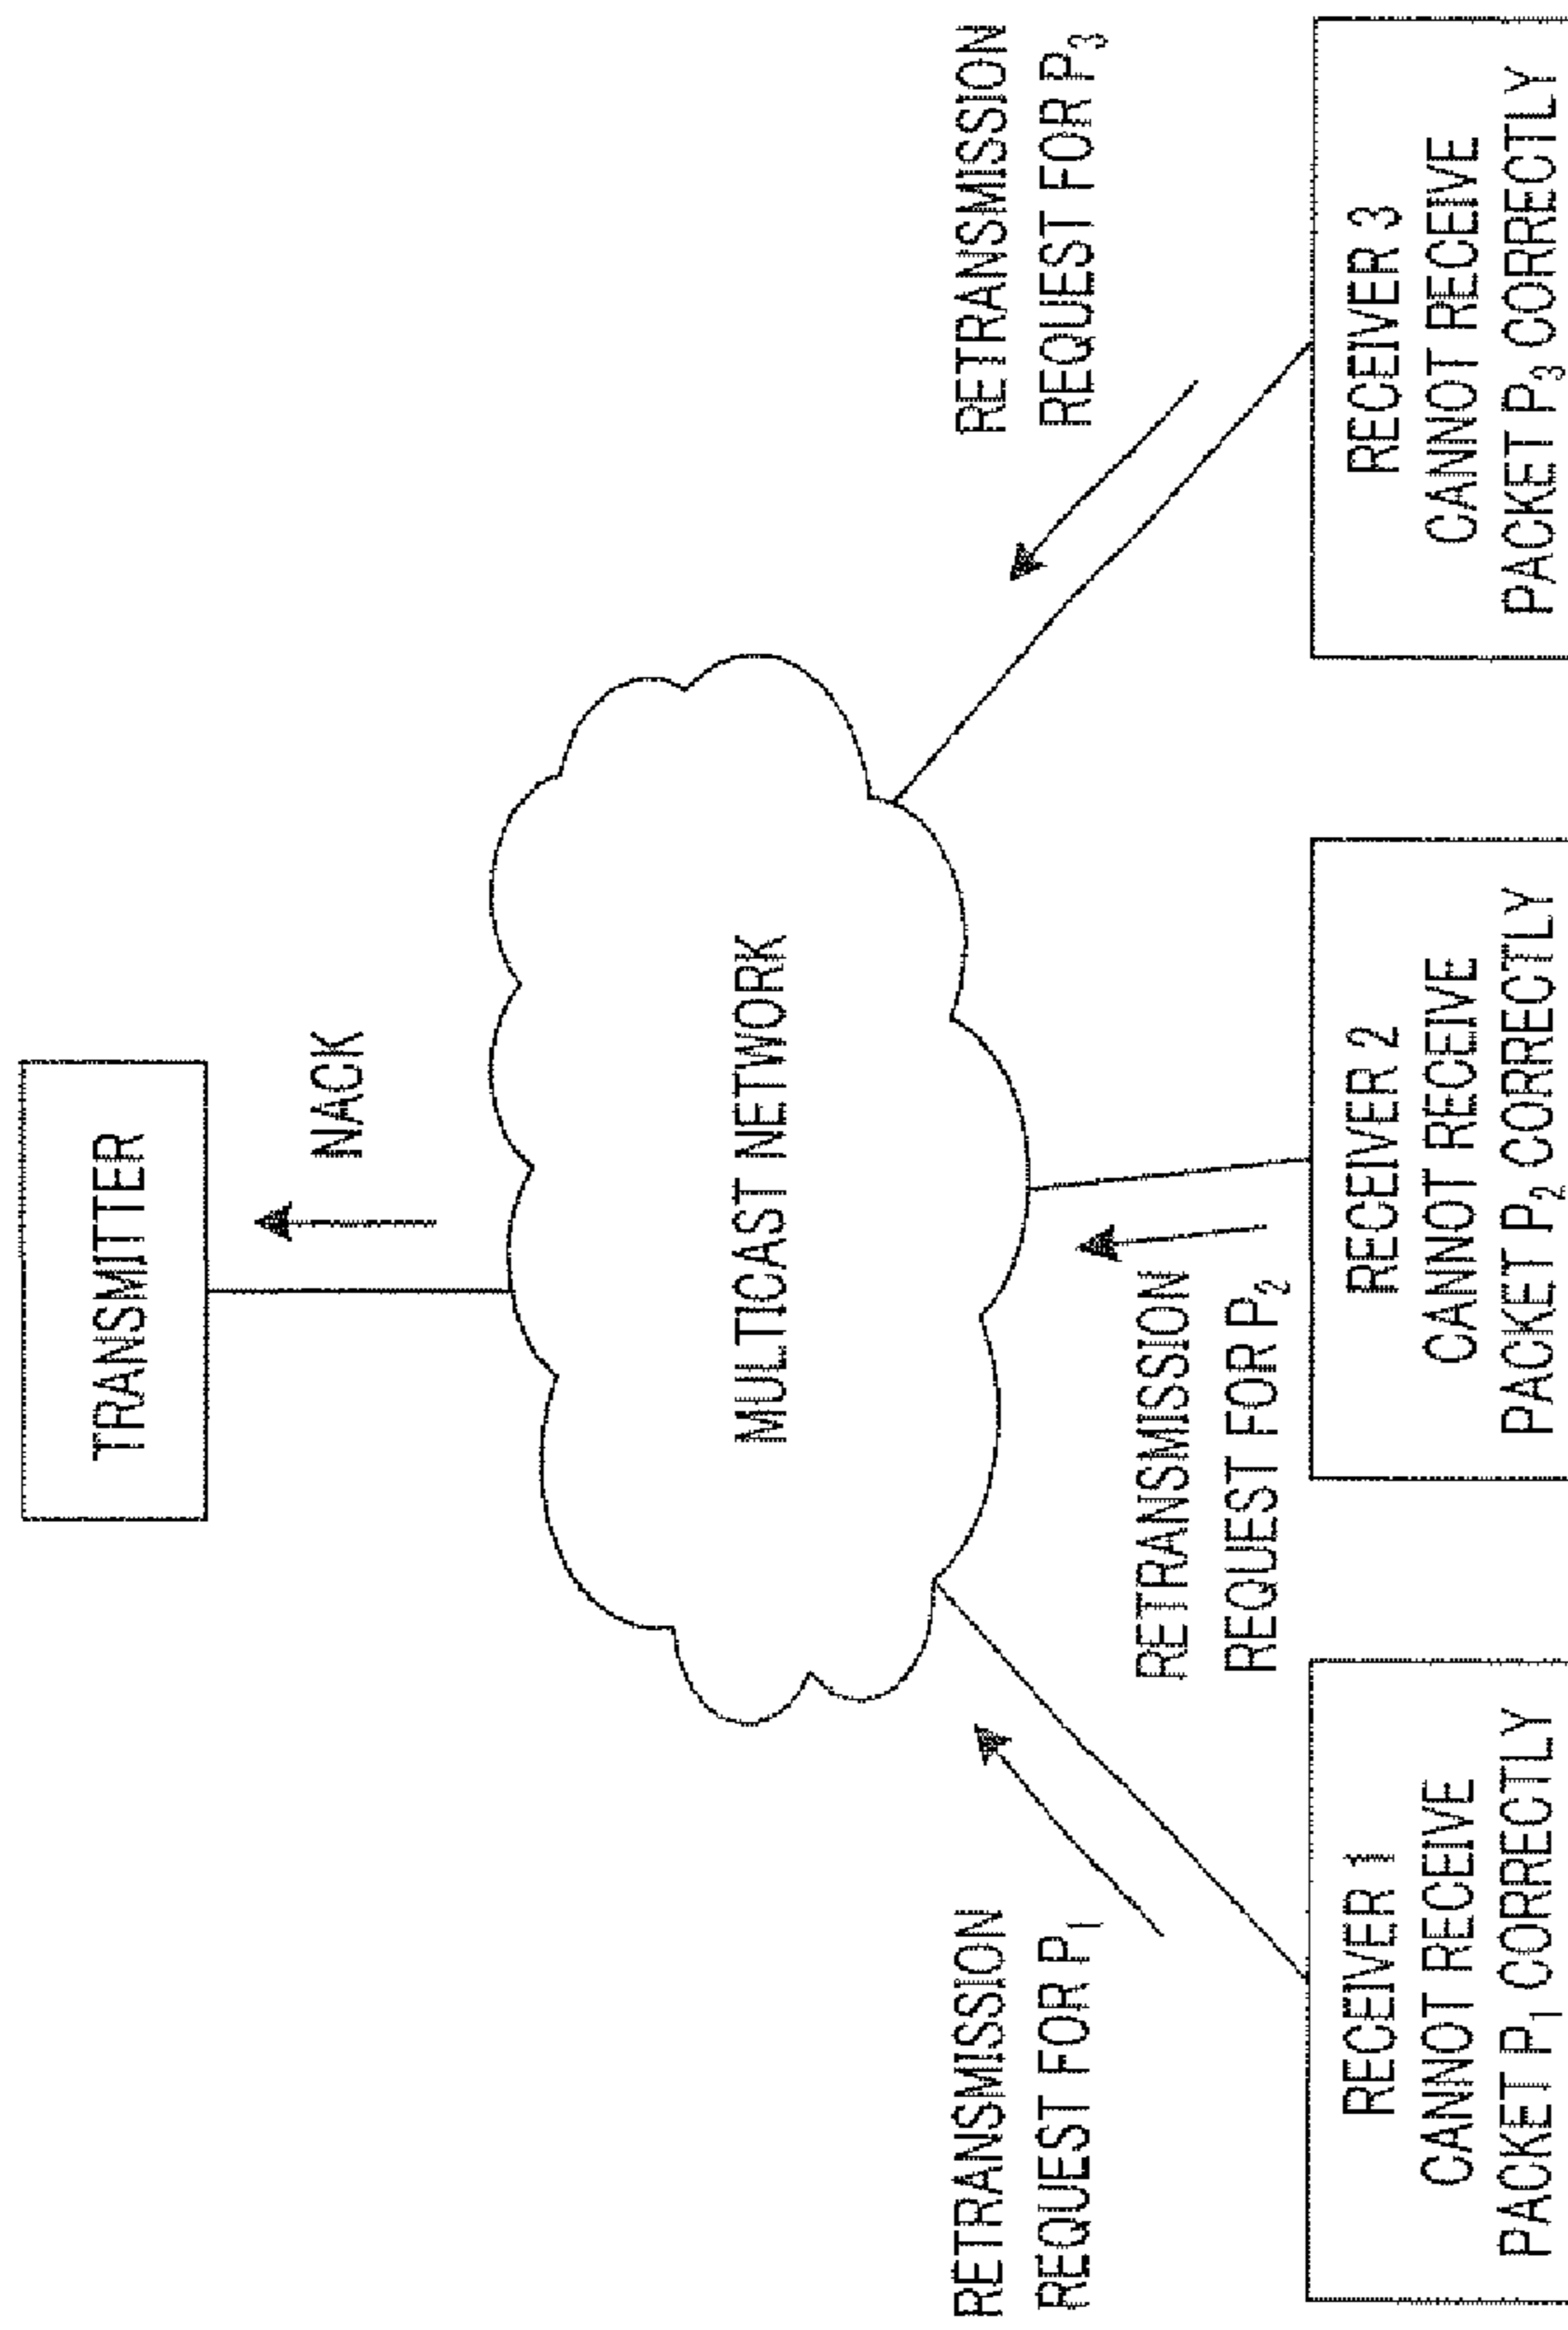 TRANSMITTER
NACK
MULTICAST NETWORK
RETRANSMISSION
REQUEST FOR P₁
RETRANSMISSION
REQUEST FOR P₂
RETRANSMISSION
REQUEST FOR P₃
RECEIVER 1
CANNOT RECEIVE
PACKET P₁ CORRECTLY
RECEIVER 2
CANNOT RECEIVE
PACKET P₂ CORRECTLY
RECEIVER 3
CANNOT RECEIVE
PACKET P₃ CORRECTLY